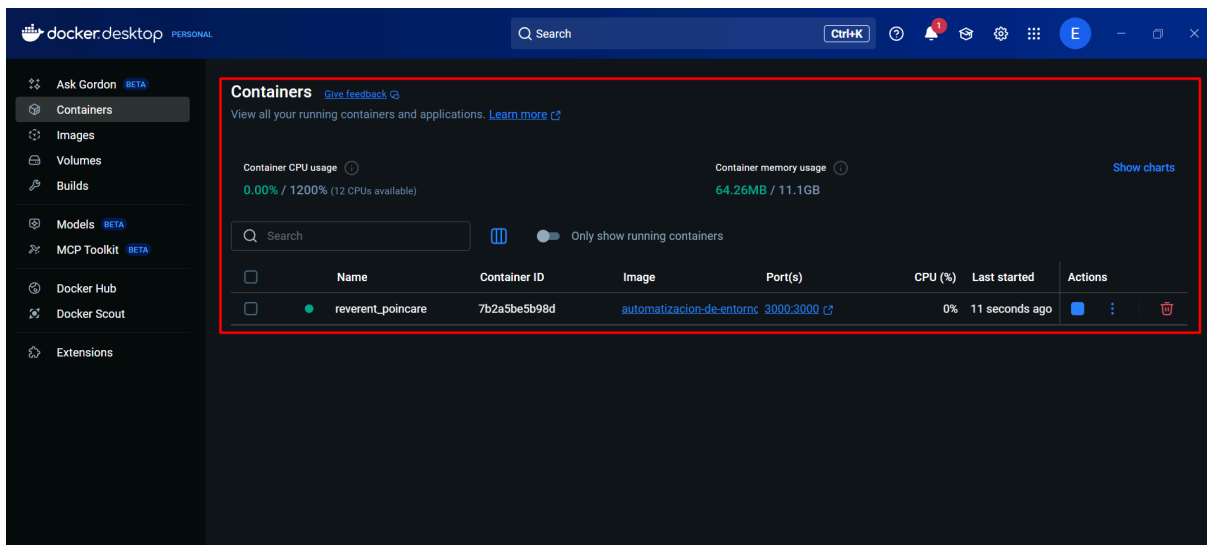 docker.desktop PERSONAL
Search
Ctrl+K
1
E
Ask Gordon BETA
Containers
Images
Volumes
Builds
Models BETA
MCP Toolkit BETA
Docker Hub
Docker Scout
Extensions
Containers Give feedback
View all your running containers and applications. Learn more
Container CPU usage
0.00% / 1200% (12 CPUs available)
Container memory usage
64.26MB / 11.1GB
Show charts
Search
Only show running containers
Name Container ID Image Port(s) CPU (%) Last started Actions
reverent_poincare 7b2a5be5b98d automatizacion-de-entorno 3000:3000 0% 11 seconds ago